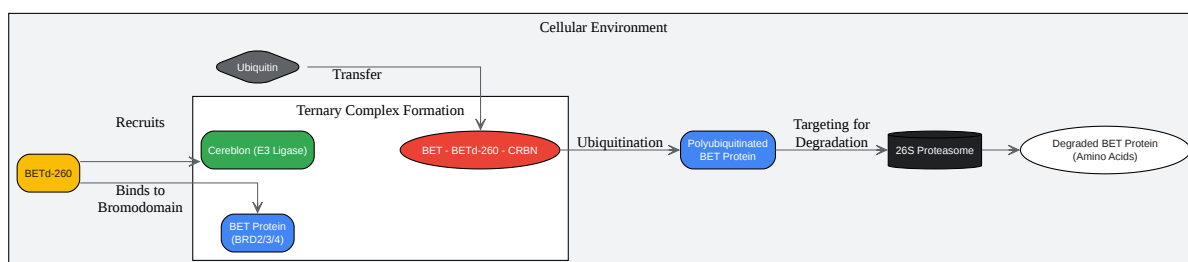 Cellular Environment
Ubiquitin
Transfer
Ternary Complex Formation
Recruits
Cereblon (E3 Ligase)
BET - BETd-260 - CRBN
Ubiquitination
Polyubiquitinated
BET Protein
Targeting for
Degradation
26S Proteasome
Degraded BET Protein
(Amino Acids)
BETd-260
Binds to
Bromodomain
BET Protein
(BRD2/3/4)